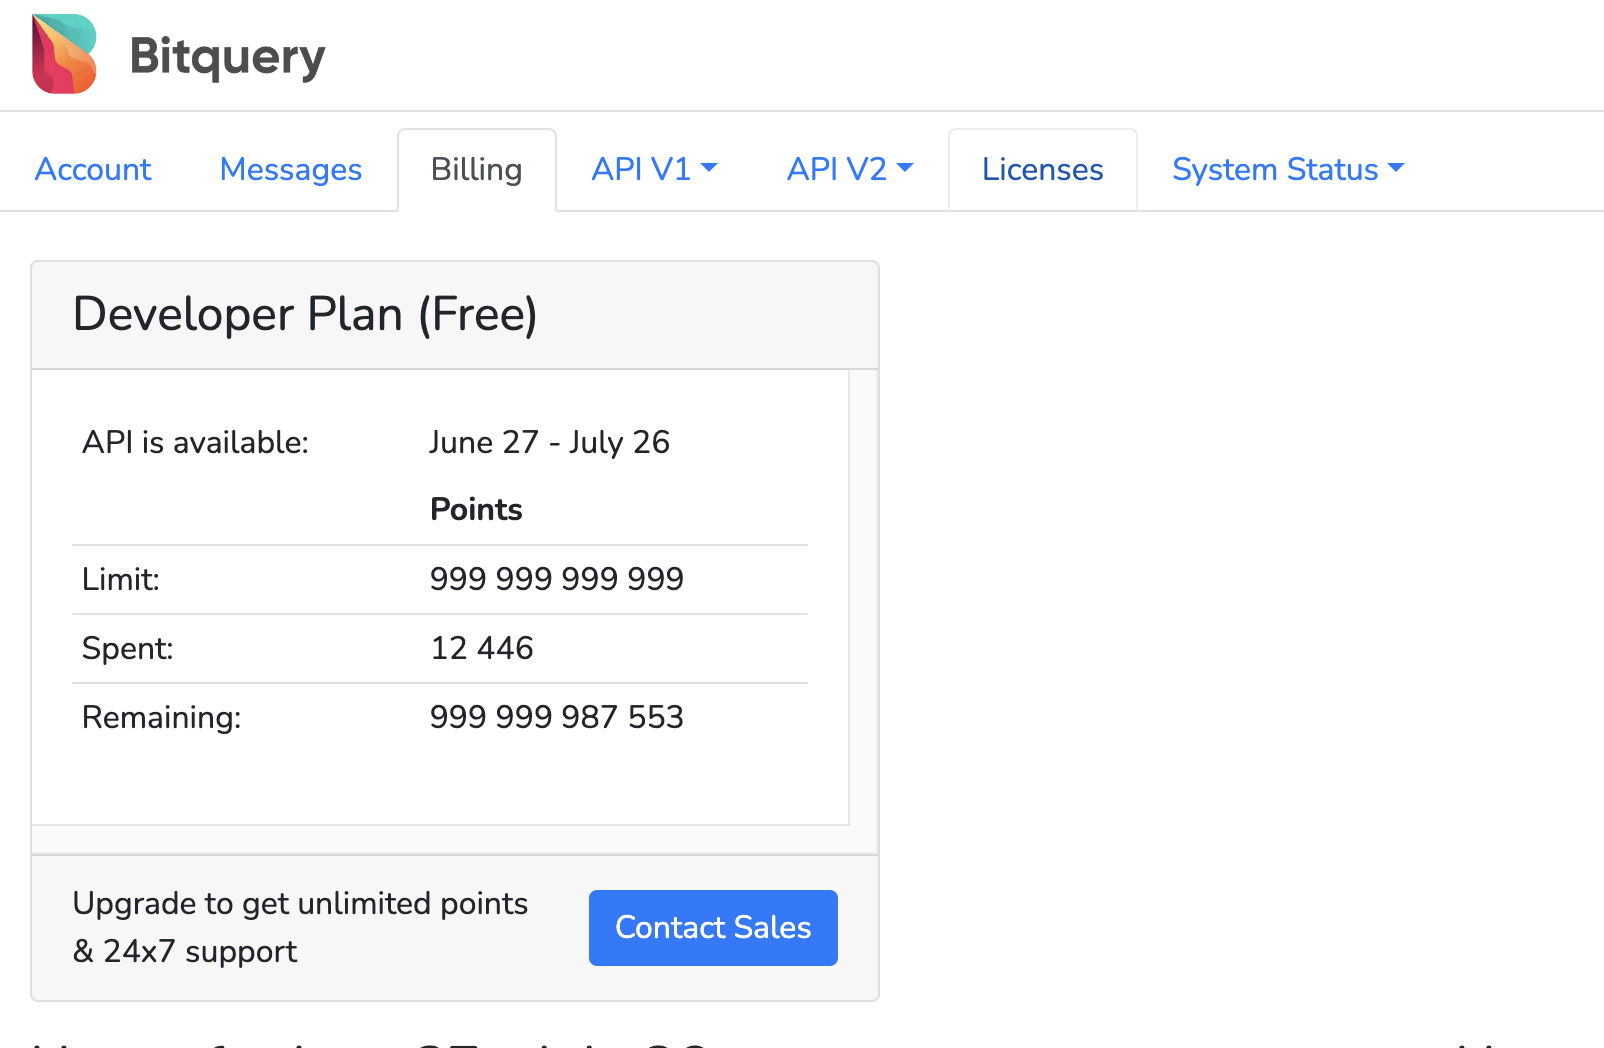 Bitquery
Account Messages Billing API V1 API V2 Licenses System Status
Developer Plan (Free)
API is available: June 27 - July 26
Points
Limit: 999 999 999 999
Spent: 12 446
Remaining: 999 999 987 553
Upgrade to get unlimited points
& 24x7 support
Contact Sales